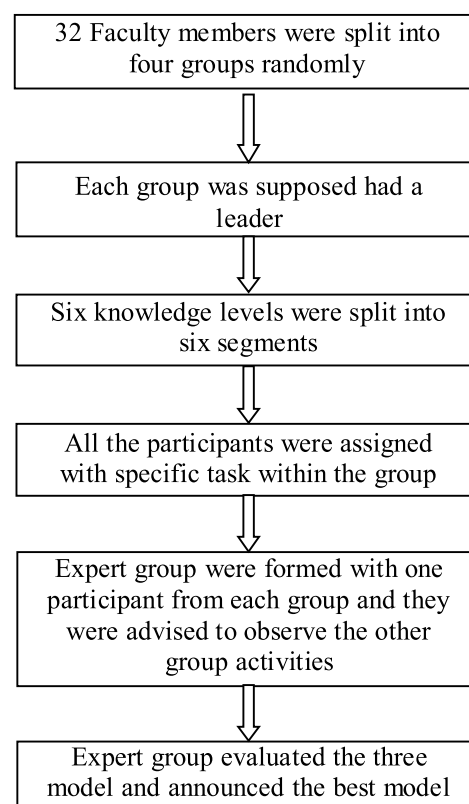 32 Faculty members were split into
four groups randomly
Each group was supposed had a
leader
Six knowledge levels were split into
six segments
All the participants were assigned
with specific task within the group
Expert group were formed with one
participant from each group and they
were advised to observe the other
group activities
Expert group evaluated the three
model and announced the best model